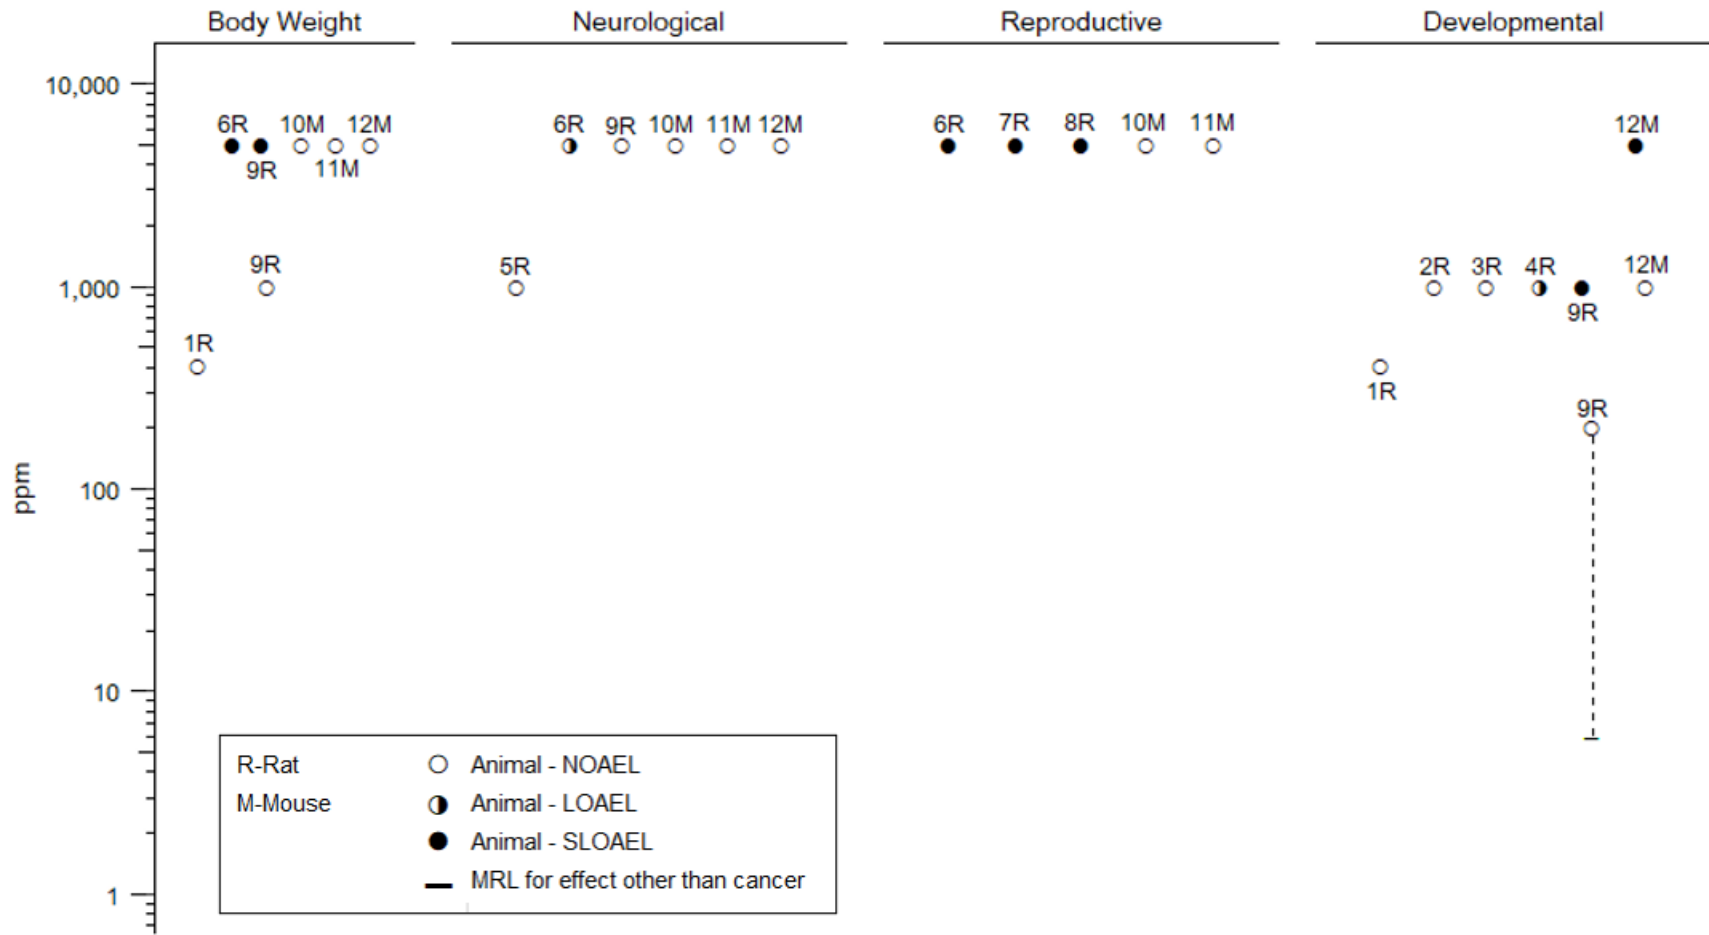 Body Weight Neurological Reproductive Developmental
10,000
6R 10M 12M 6R 9R 10M 11M 12M 6R 7R 8R 10M 11M 12M
9R 11M
9R 5R 2R 3R 4R 12M
1,000
9R
1R
1R
9R
ppm
100
10
R-Rat Animal - NOAEL
M-Mouse Animal - LOAEL
Animal - SLOAEL
MRL for effect other than cancer
1